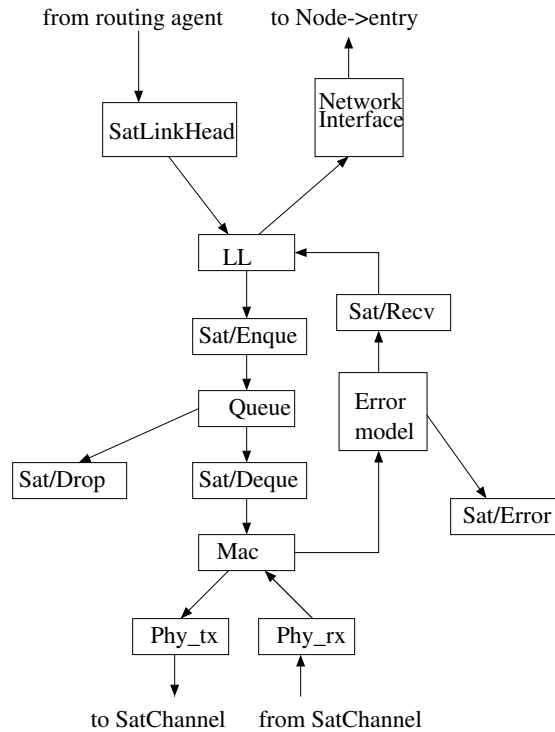 from routing agent
to Node->entry
SatLinkHead
Network
Interface
LL
Sat/Recv
Sat/Enque
Queue
Error
model
Sat/Drop
Sat/Deque
Sat/Error
Mac
Phy_tx
Phy_rx
to SatChannel
from SatChannel